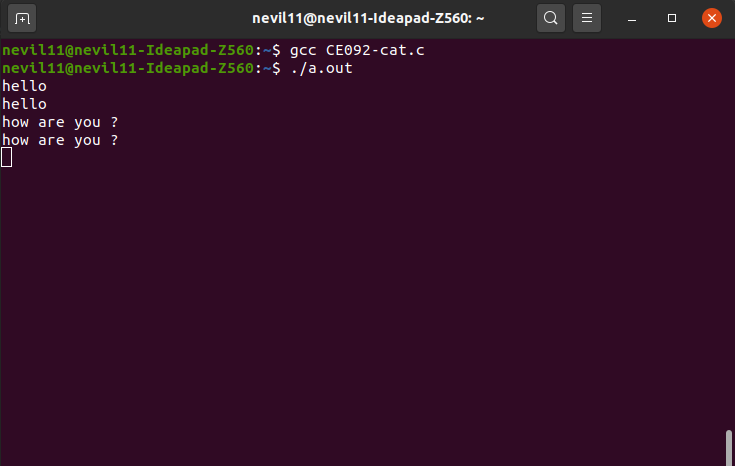 nevil11@nevil11-Ideapad-Z560: ~
nevil11@nevil11-Ideapad-Z560:~$ gcc CE092-cat.c
nevil11@nevil11-Ideapad-Z560:~$ ./a.out
hello
hello
how are you ?
how are you ?